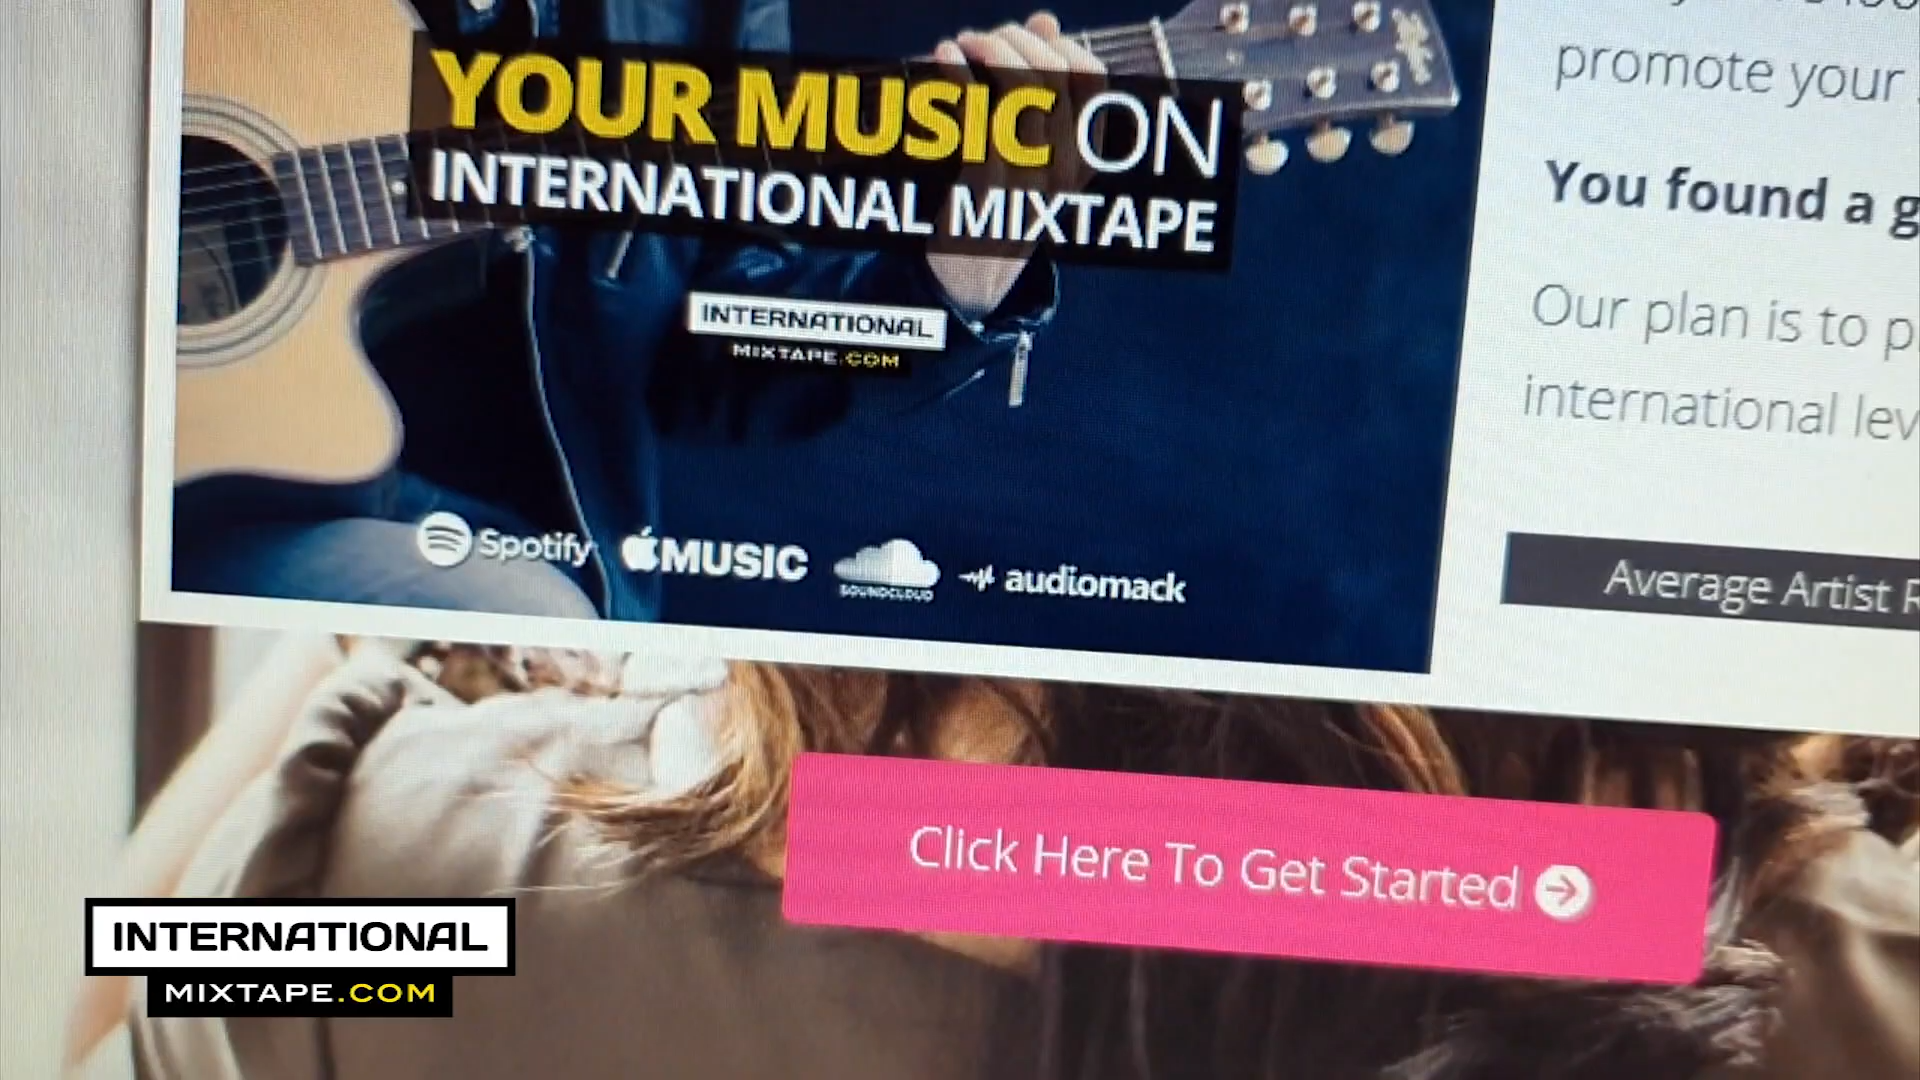 YOUR MUSIC ON
INTERNATIONAL MIXTAPE
INTERNATIONAL
MIXTAPE.COM
Spotify
MUSIC
SOUNDCLOUD
audiomack
promote your
You found a
Our plan is to
international
Average Artist
Click Here To Get Started
INTERNATIONAL
MIXTAPE.COM